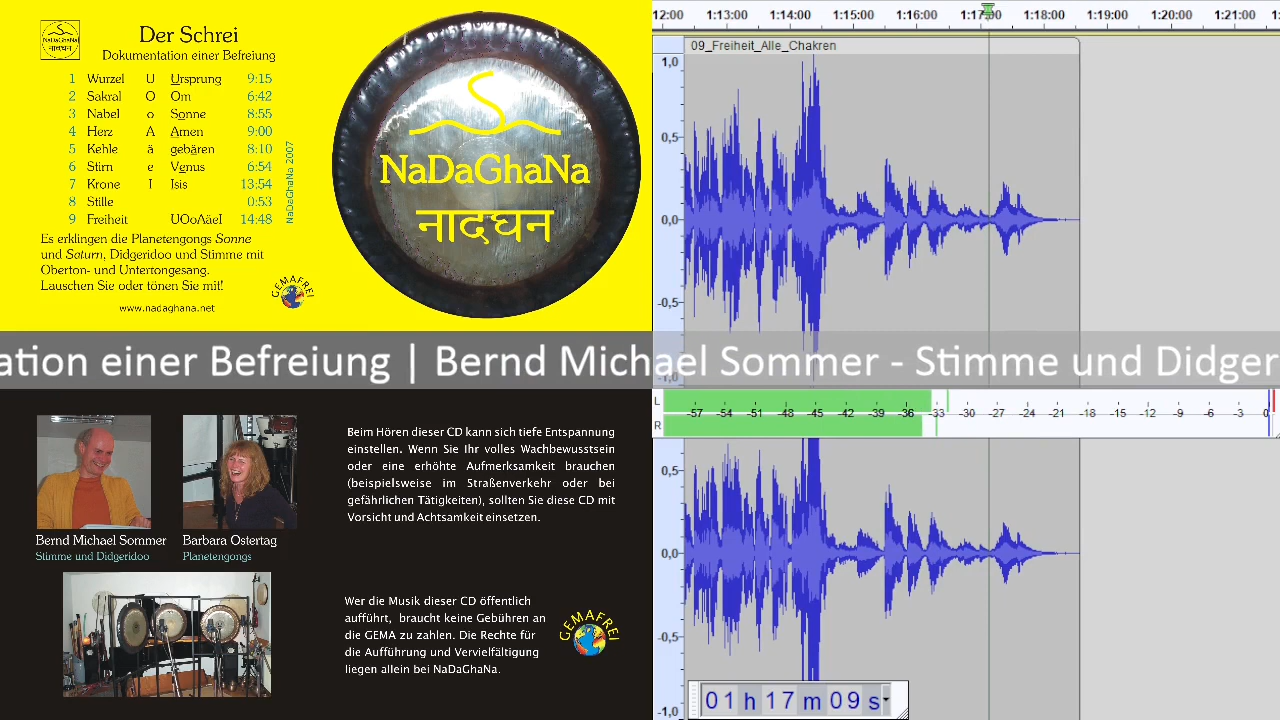 NaDaGhaNa
नादघन
Der Schrei
Dokumentation einer Befreiung
1 Wurzel U Ursprung 9:15
2 Sakral O Om 6:42
3 Nabel o Sonne 8:55
4 Herz A Amen 9:00
5 Kehle ä gebären 8:10
6 Stirn e Venus 6:54
7 Krone I Isis 13:54
8 Stille 0:53
9 Freiheit UOoAäeI 14:48
NaDaGhaNa 2007
Es erklingen die Planetengongs Sonne
und Saturn, Didgeridoo und Stimme mit
Oberton- und Untertongesang.
Lauschen Sie oder tönen Sie mit!
www.nadaghana.net
GEMAFREI
NaDaGhaNa
नादघन
12:00 1:13:00 1:14:00 1:15:00 1:16:00 1:17:00 1:18:00 1:19:00 1:20:00 1:21:00
09_Freiheit_Alle_Chakren
1,0
0,5
0,0
-0,5
-1,0
ation einer Befreiung | Bernd Michael Sommer - Stimme und Didger
L
-57 -54 -51 -48 -45 -42 -39 -36 -33 -30 -27 -24 -21 -18 -15 -12 -9 -6 -3 0
R
0,5
0,0
-0,5
-1,0
01 h 17 m 09 s
Bernd Michael Sommer
Stimme und Didgeridoo
Barbara Ostertag
Planetengongs
Beim Hören dieser CD kann sich tiefe Entspannung
einstellen. Wenn Sie Ihr volles Wachbewusstsein
oder eine erhöhte Aufmerksamkeit brauchen
(beispielsweise im Straßenverkehr oder bei
gefährlichen Tätigkeiten), sollten Sie diese CD mit
Vorsicht und Achtsamkeit einsetzen.
Wer die Musik dieser CD öffentlich
aufführt, braucht keine Gebühren an
die GEMA zu zahlen. Die Rechte für
die Aufführung und Vervielfältigung
liegen allein bei NaDaGhaNa.
GEMAFREI